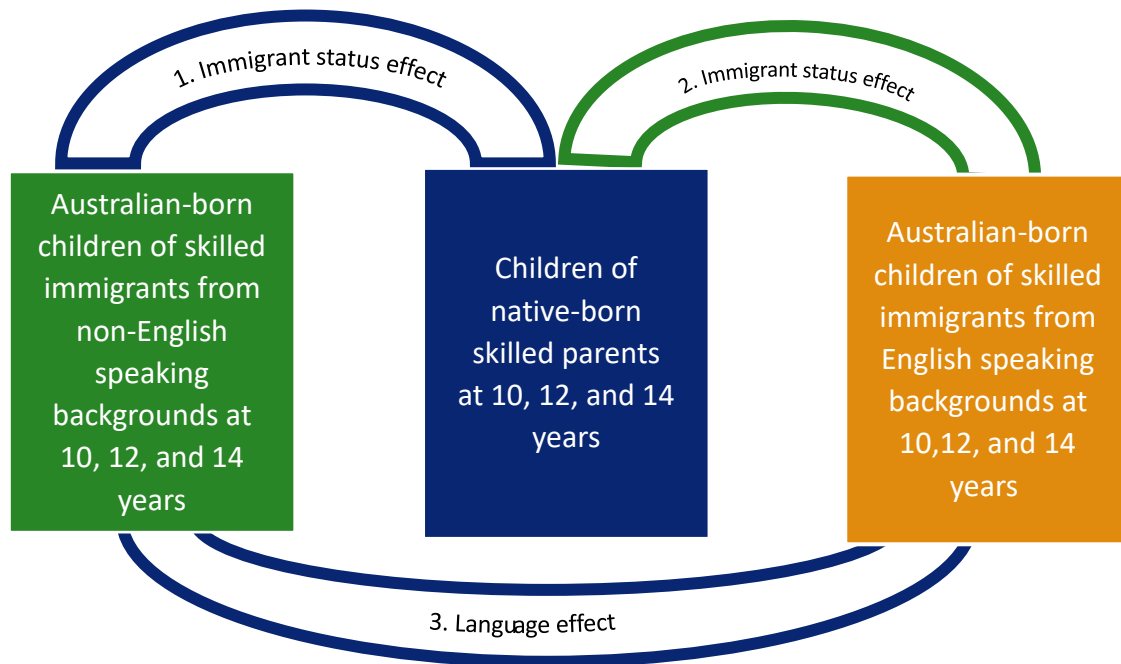 1. Immigrant status effect
2. Immigrant status effect
Australian-born
children of skilled
immigrants from
non-English
speaking
backgrounds at
10, 12, and 14
years
Children of
native-born
skilled parents
at 10, 12, and 14
years
Australian-born
children of skilled
immigrants from
English speaking
backgrounds at
10,12, and 14
years
3. Language effect